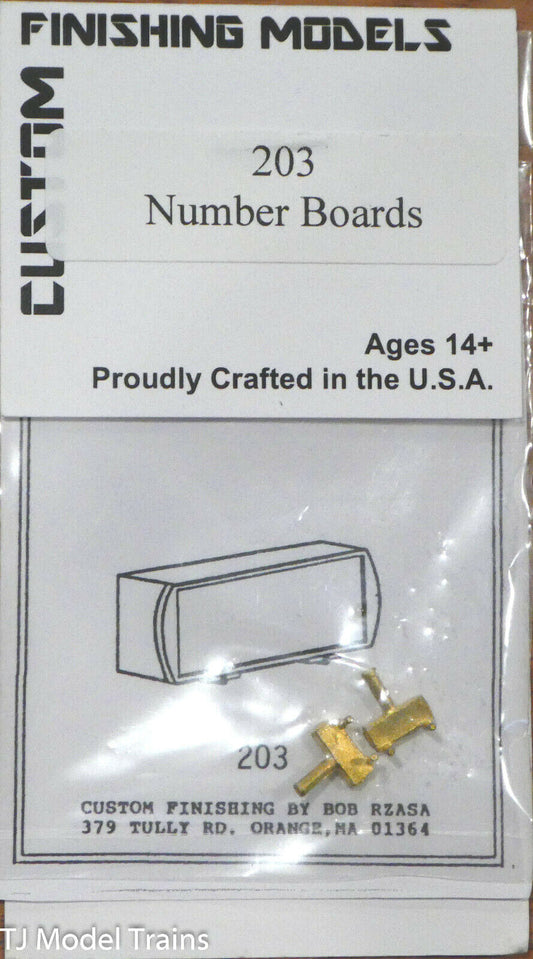 FINISHING MODELS
CUSTOM
203
Number Boards
Ages 14+
Proudly Crafted in the U.S.A.
203
CUSTOM FINISHING BY BOB RZASA
379 TULLY RD. ORANGE, MA 01364
TJ Model Trains